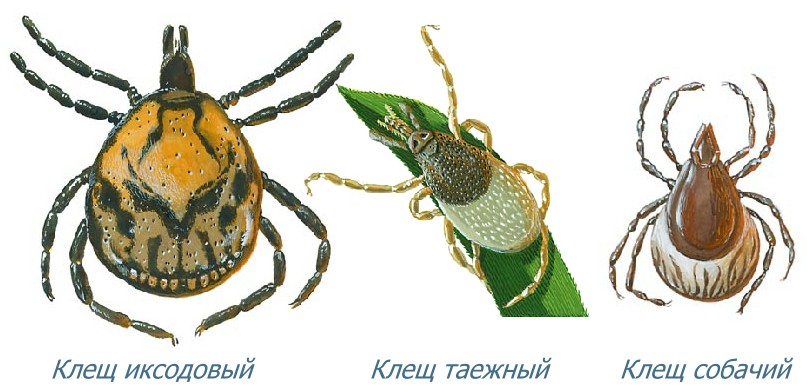 Клещ иксодовый
Клещ таежный
Клещ собачий